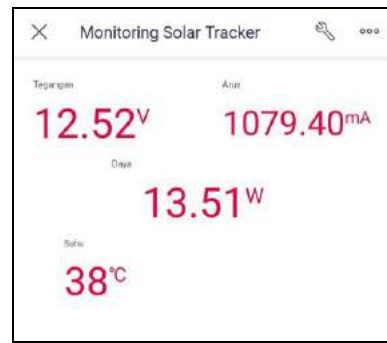 Monitoring Solar Tracker
Tegangan Arus
12.52V 1079.40mA
Daya
13.51W
Suhu
38°C